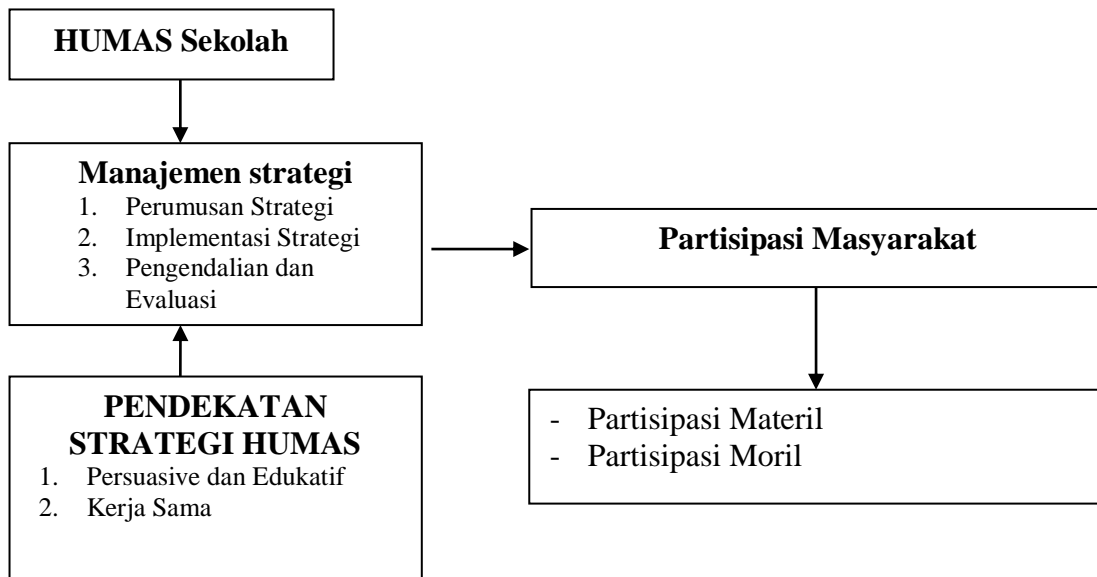 HUMAS Sekolah
Manajemen strategi
1. Perumusan Strategi
2. Implementasi Strategi
3. Pengendalian dan
Evaluasi
Partisipasi Masyarakat
PENDEKATAN
STRATEGI HUMAS
1. Persuasive dan Edukatif
2. Kerja Sama
- Partisipasi Materil
- Partisipasi Moril